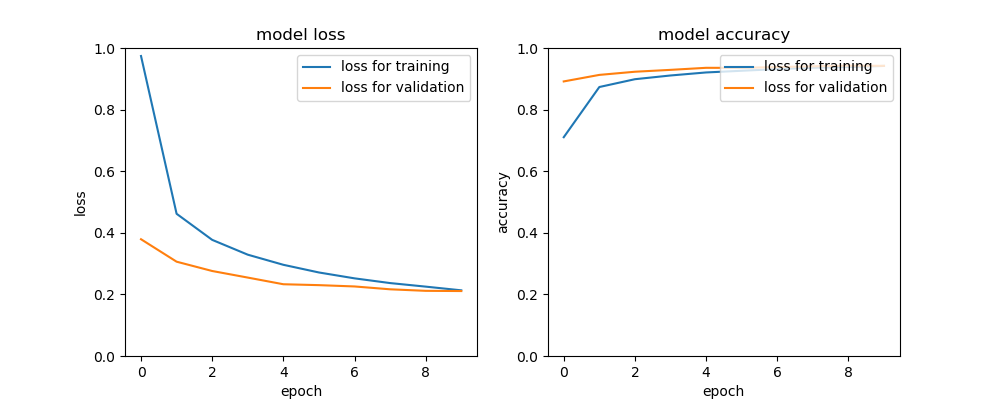 model loss
1.0
0.8
0.6
0.4
0.2
0.0
loss
0
2
4
6
8
epoch
loss for training
loss for validation
model accuracy
1.0
0.8
0.6
0.4
0.2
0.0
accuracy
0
2
4
6
8
epoch
loss for training
loss for validation